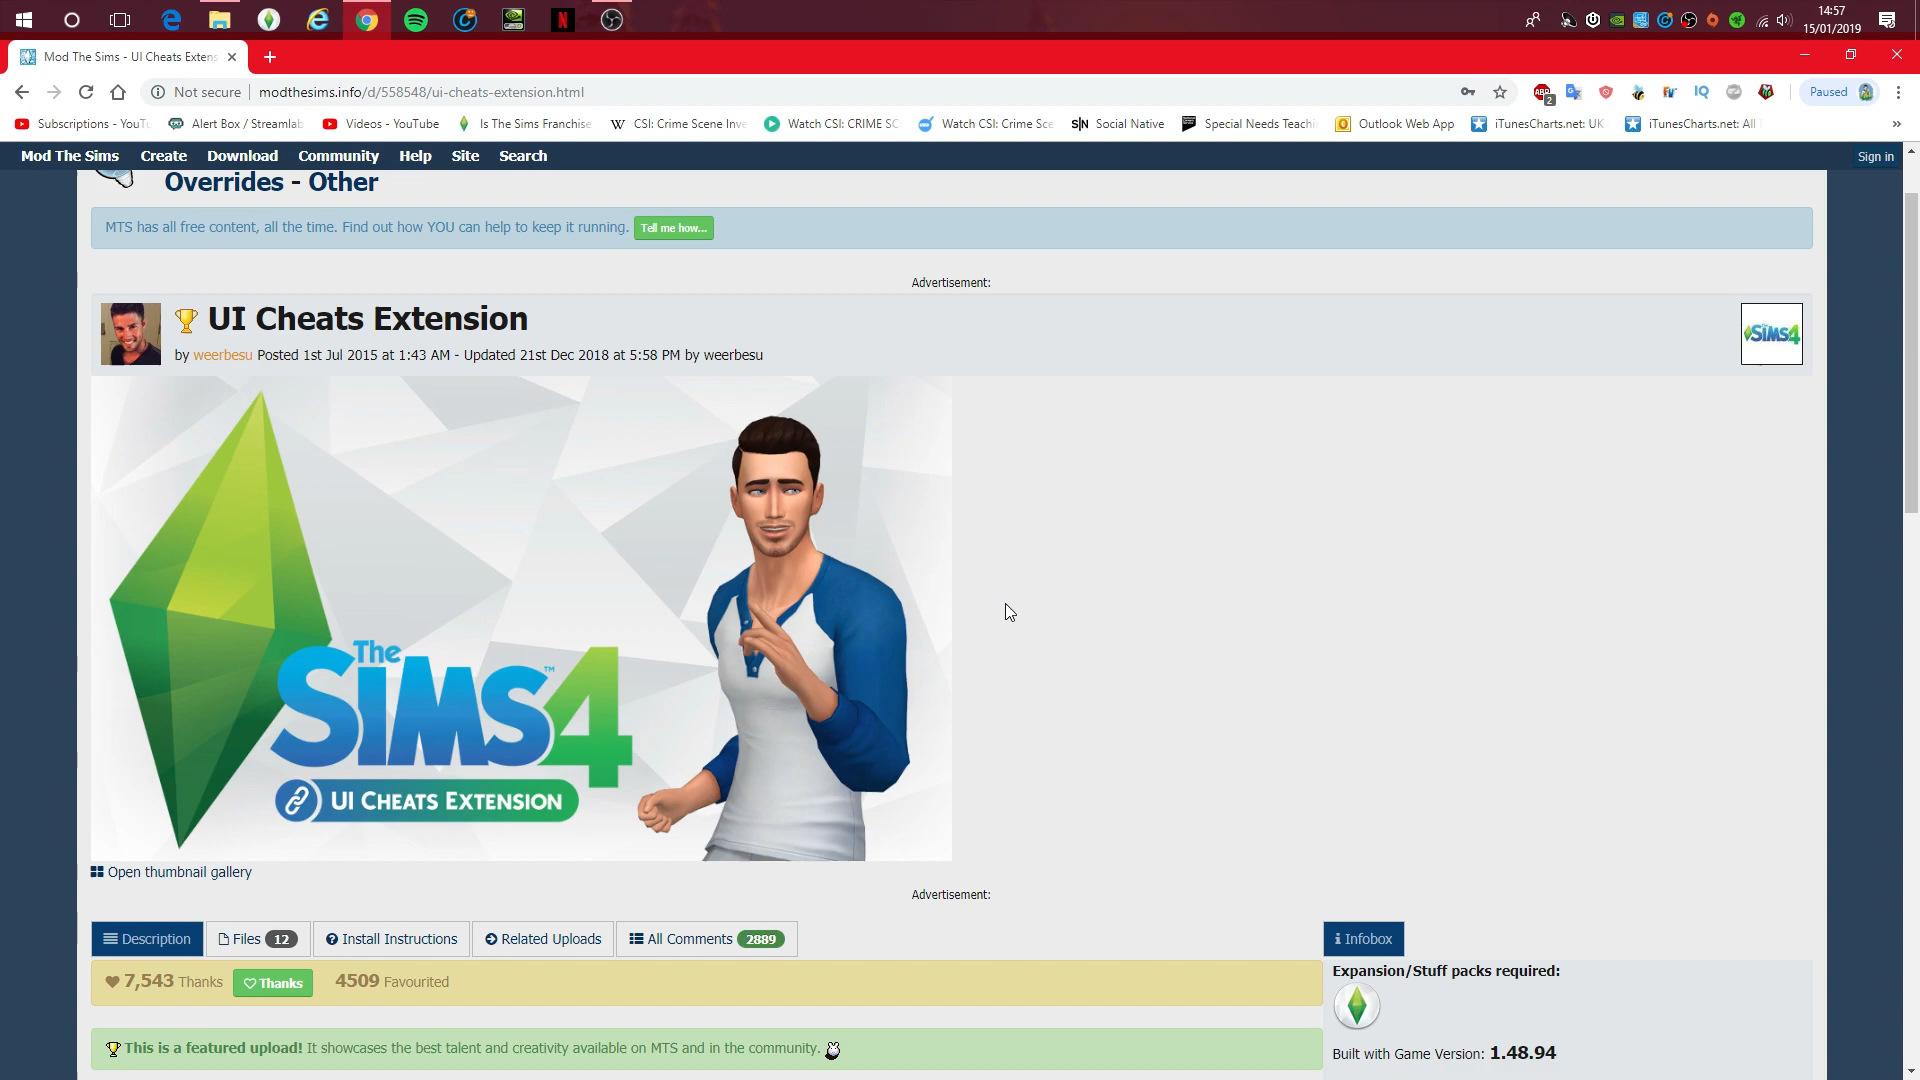 14:57
15/01/2019
Mod The Sims - UI Cheats Extens
Not secure modthesims.info/d/558548/ui-cheats-extension.html
2
Paused
Subscriptions - YouTu
Alert Box / Streamlab
Videos - YouTube
Is The Sims Franchise
CSI: Crime Scene Inve
Watch CSI: CRIME SC
Watch CSI: Crime Sce
Social Native
Special Needs Teachi
Outlook Web App
iTunesCharts.net: UK
iTunesCharts.net: All
»
Mod The Sims Create Download Community Help Site Search Sign in
Overrides - Other
MTS has all free content, all the time. Find out how YOU can help to keep it running. Tell me how...
Advertisement:
UI Cheats Extension
by weerbesu Posted 1st Jul 2015 at 1:43 AM - Updated 21st Dec 2018 at 5:58 PM by weerbesu
The SIMS 4
The
SIMS 4
UI CHEATS EXTENSION
Open thumbnail gallery
Advertisement:
Description Files 12 Install Instructions Related Uploads All Comments 2889
Infobox
7,543 Thanks Thanks 4509 Favourited
Expansion/Stuff packs required:
This is a featured upload! It showcases the best talent and creativity available on MTS and in the community.
Built with Game Version: 1.48.94